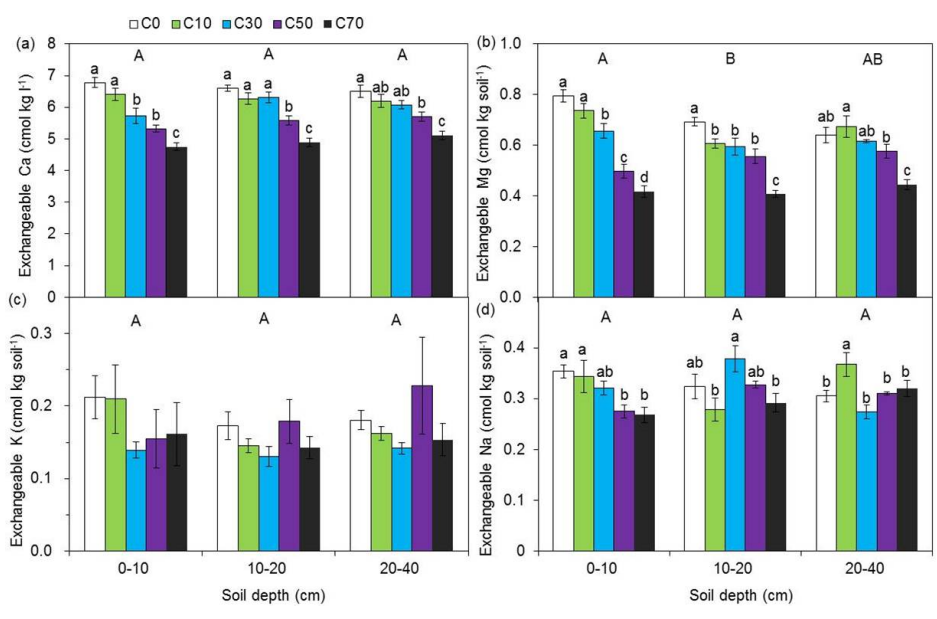 C0 C10 C30 C50 C70
(a)
Exchangeable Ca (cmol kg l⁻¹)
8
7
6
5
4
3
2
1
0
A A A
a a b b c
a a a b c
a ab ab b c
(b)
Exchangeble Mg (cmol kg soil⁻¹)
1.0
0.8
0.6
0.4
0.2
0.0
A B AB
a a b c d
a b b b c
ab a ab b c
(c)
Exchangeable K (cmol kg soil⁻¹)
0.3
0.2
0.1
0.0
A A A
0-10 10-20 20-40
Soil depth (cm)
(d)
Exchangeable Na (cmol kg soil⁻¹)
0.4
0.3
0.2
0.1
0
A A A
a a ab b b
ab b a ab b
b a b b b
0-10 10-20 20-40
Soil depth (cm)